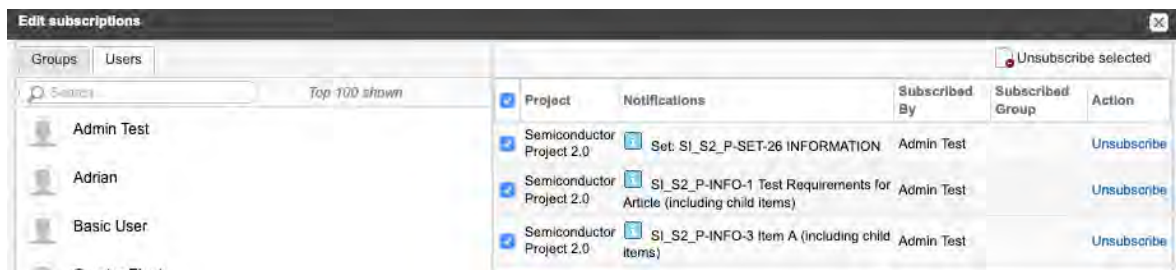 Edit subscriptions
Groups Users
Unsubscribe selected
Search
Top 100 shown
Project Notifications Subscribed By Subscribed Group Action
Admin Test
Adrian
Basic User
Semiconductor Project 2.0 Set: SI_S2_P-SET-26 INFORMATION Admin Test Unsubscribe
Semiconductor Project 2.0 SI_S2_P-INFO-1 Test Requirements for Article (including child items) Admin Test Unsubscribe
Semiconductor Project 2.0 SI_S2_P-INFO-3 Item A (including child items) Admin Test Unsubscribe